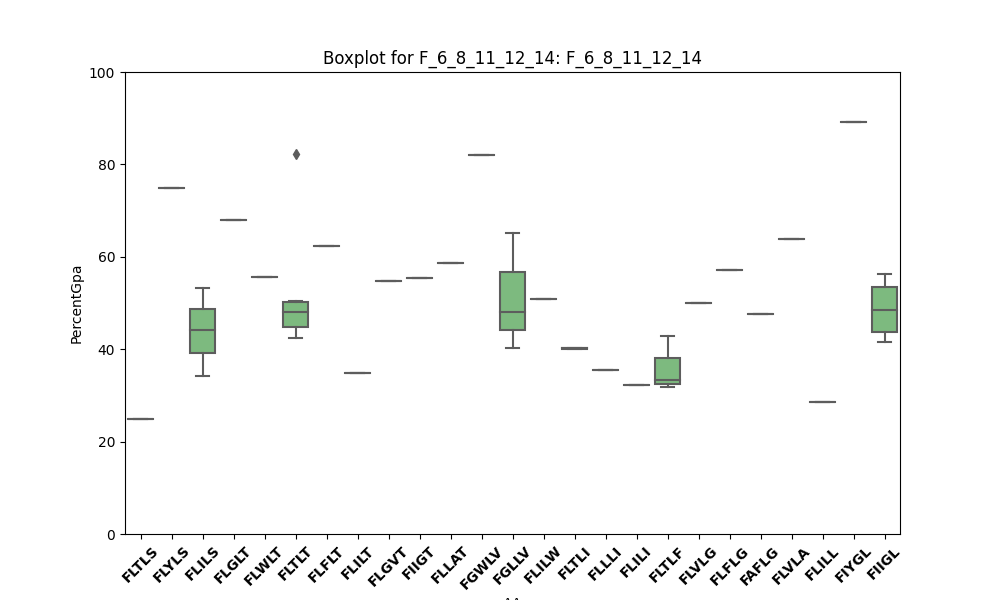 Boxplot for F_6_8_11_12_14: F_6_8_11_12_14
PercentGpa
100
80
60
40
20
0
FLTLS FLYLS FLILS FLGLT FLWLT FLTLT FLFLT FLILT FLGVT FIIGT FLLAT FGWLV FGLLV FLILW FLTLI FLLLI FLILI FLTLF FLVLG FLFLG FAFLG FLVLA FLILL FIYGL FIIGL